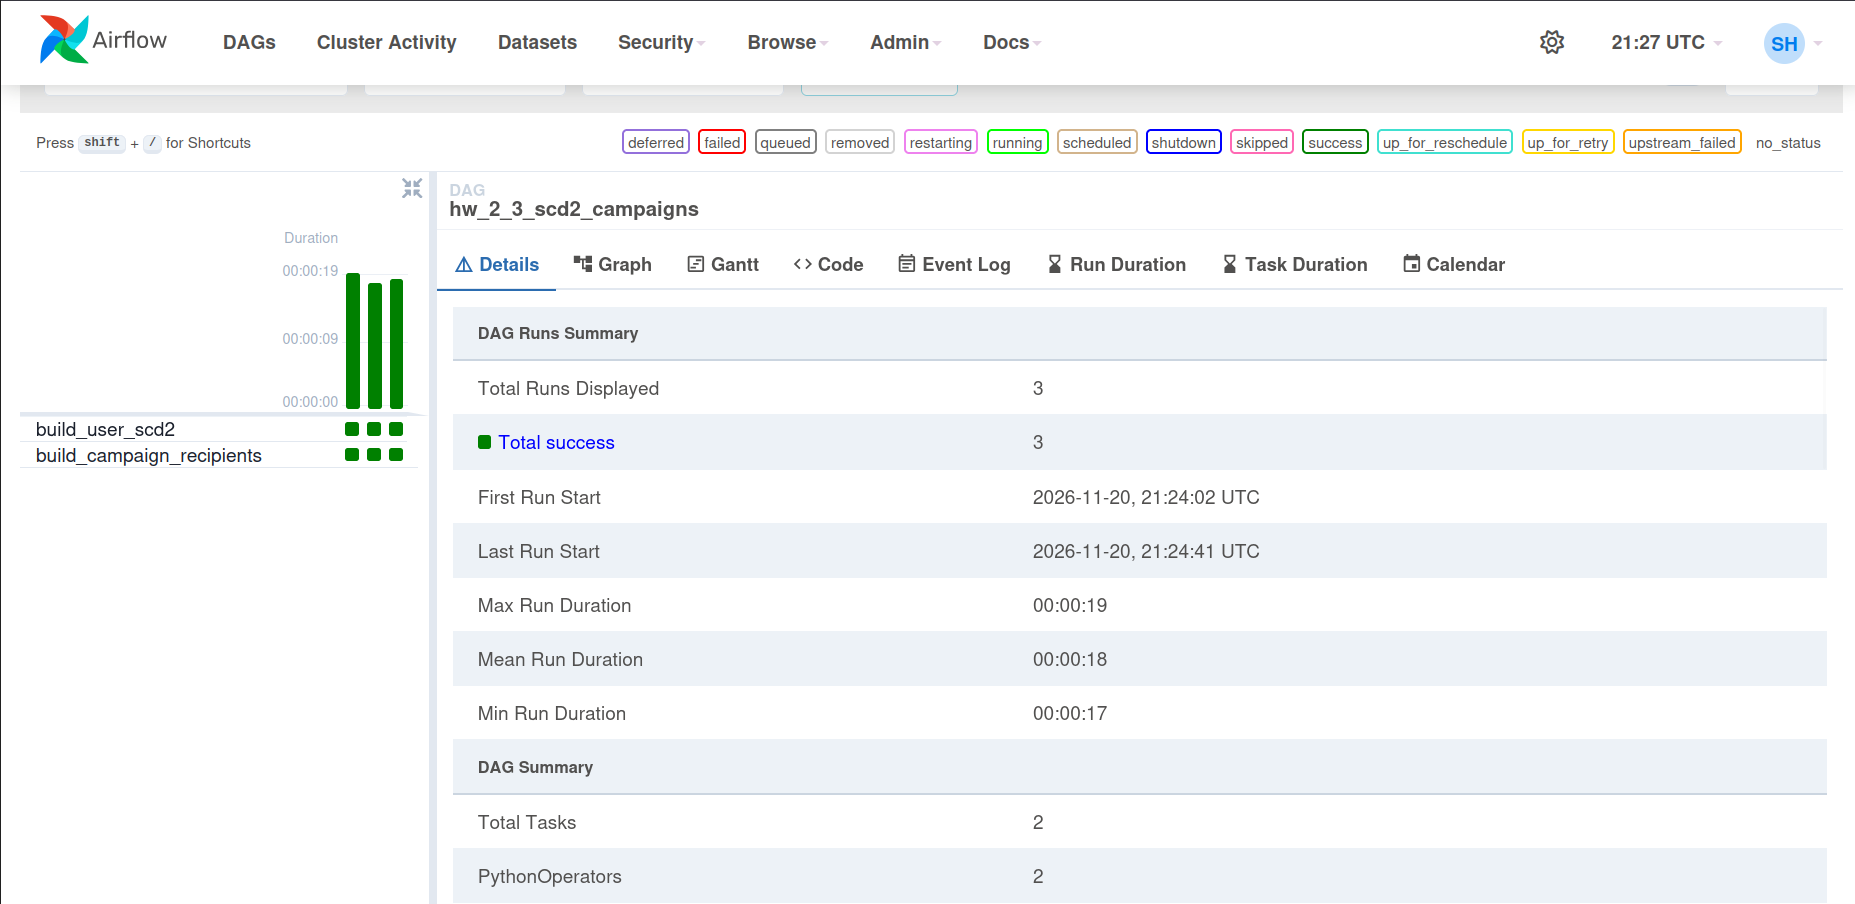 Airflow DAGs Cluster Activity Datasets Security Browse Admin Docs 21:27 UTC SH
Press shift + / for Shortcuts deferred failed queued removed restarting running scheduled shutdown skipped success up_for_reschedule up_for_retry upstream_failed no_status
Duration
00:00:19
00:00:09
00:00:00
build_user_scd2
build_campaign_recipients
DAG
hw_2_3_scd2_campaigns
Details Graph Gantt Code Event Log Run Duration Task Duration Calendar
DAG Runs Summary
Total Runs Displayed 3
Total success 3
First Run Start 2026-11-20, 21:24:02 UTC
Last Run Start 2026-11-20, 21:24:41 UTC
Max Run Duration 00:00:19
Mean Run Duration 00:00:18
Min Run Duration 00:00:17
DAG Summary
Total Tasks 2
PythonOperators 2